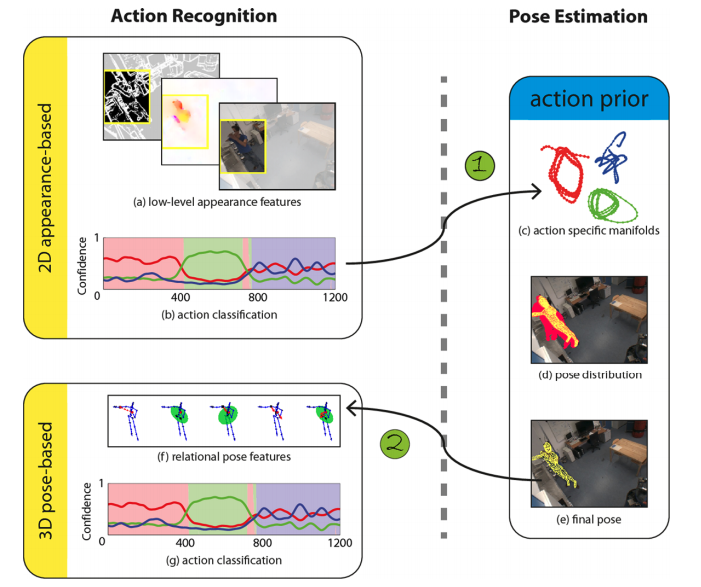 Action Recognition
Pose Estimation
2D appearance-based
(a) low-level appearance features
Confidence
1
0
400
800
1200
(b) action classification
1
action prior
(c) action specific manifolds
(d) pose distribution
(e) final pose
2
3D pose-based
(f) relational pose features
Confidence
1
0
400
800
1200
(g) action classification